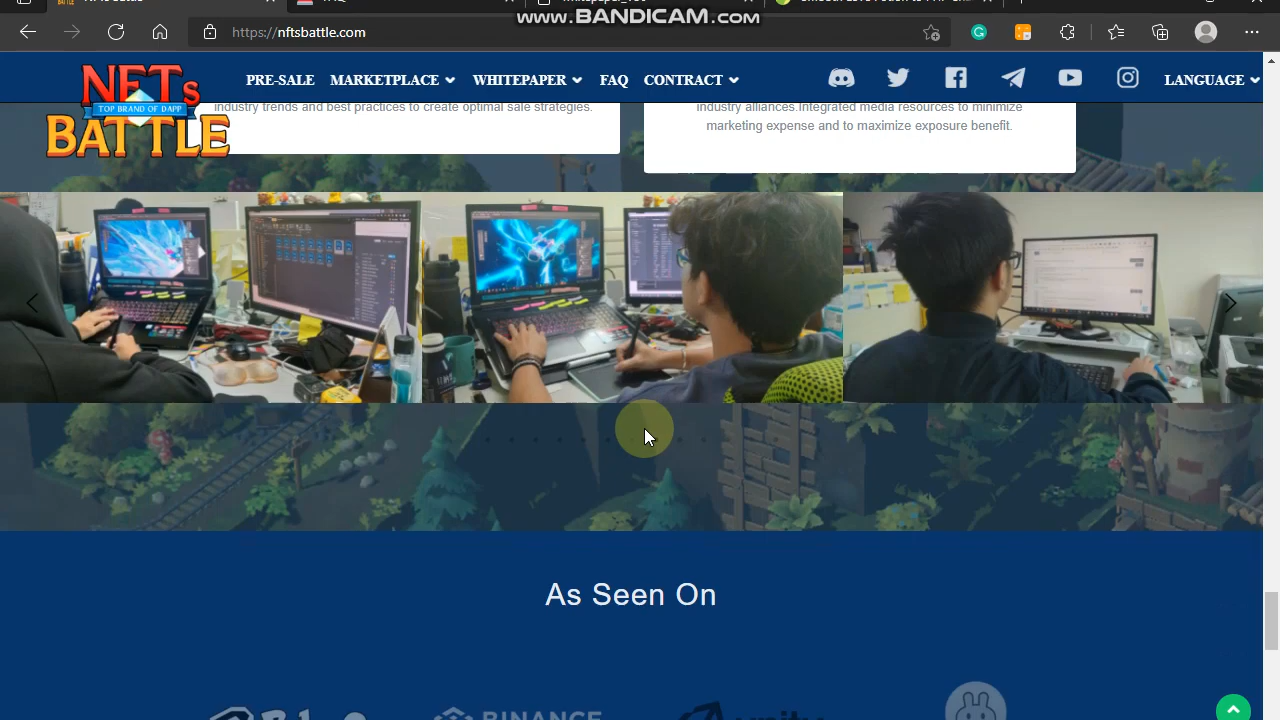 www.BANDICAM.com
https://nftsbattle.com
NFTs
TOP BRAND OF DAPP
BATTLE
PRE-SALE MARKETPLACE WHITEPAPER FAQ CONTRACT LANGUAGE
industry trends and best practices to create optimal sale strategies.
industry alliances.Integrated media resources to minimize
marketing expense and to maximize exposure benefit.
As Seen On
BINANCE
unity